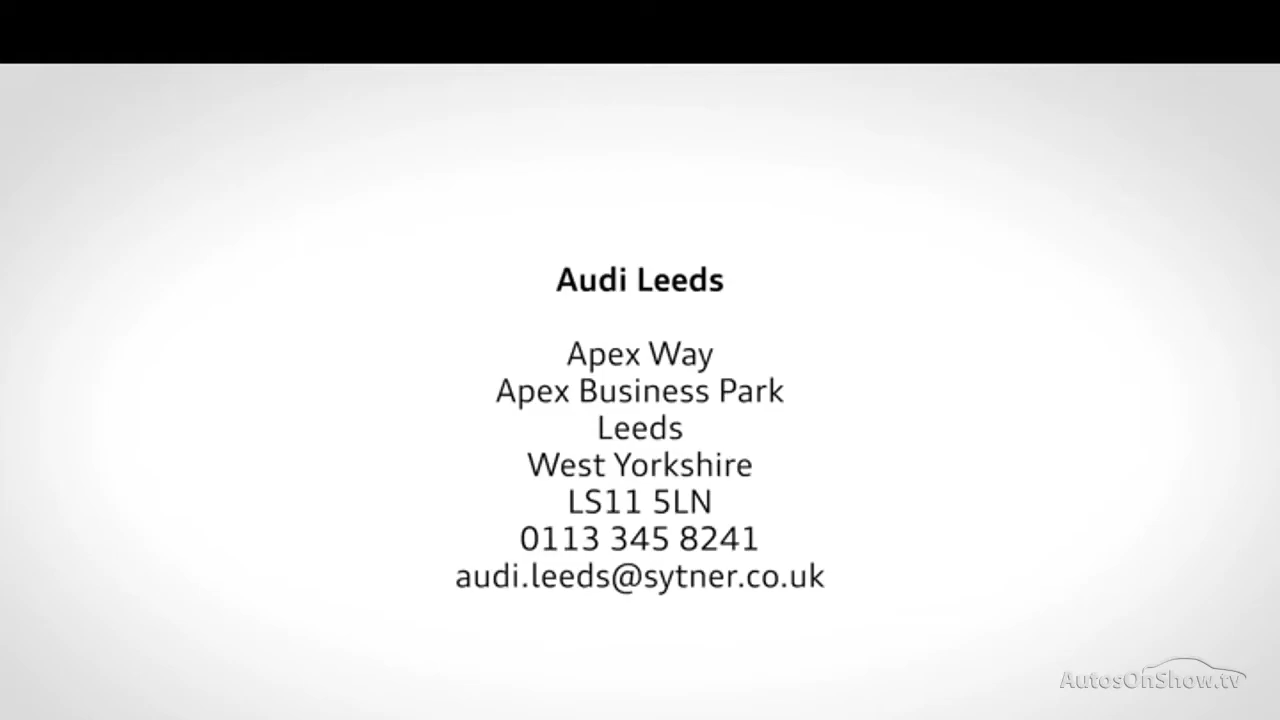 Audi Leeds
Apex Way
Apex Business Park
Leeds
West Yorkshire
LS11 5LN
0113 345 8241
audi.leeds@sytner.co.uk
AutosOnShow.tv